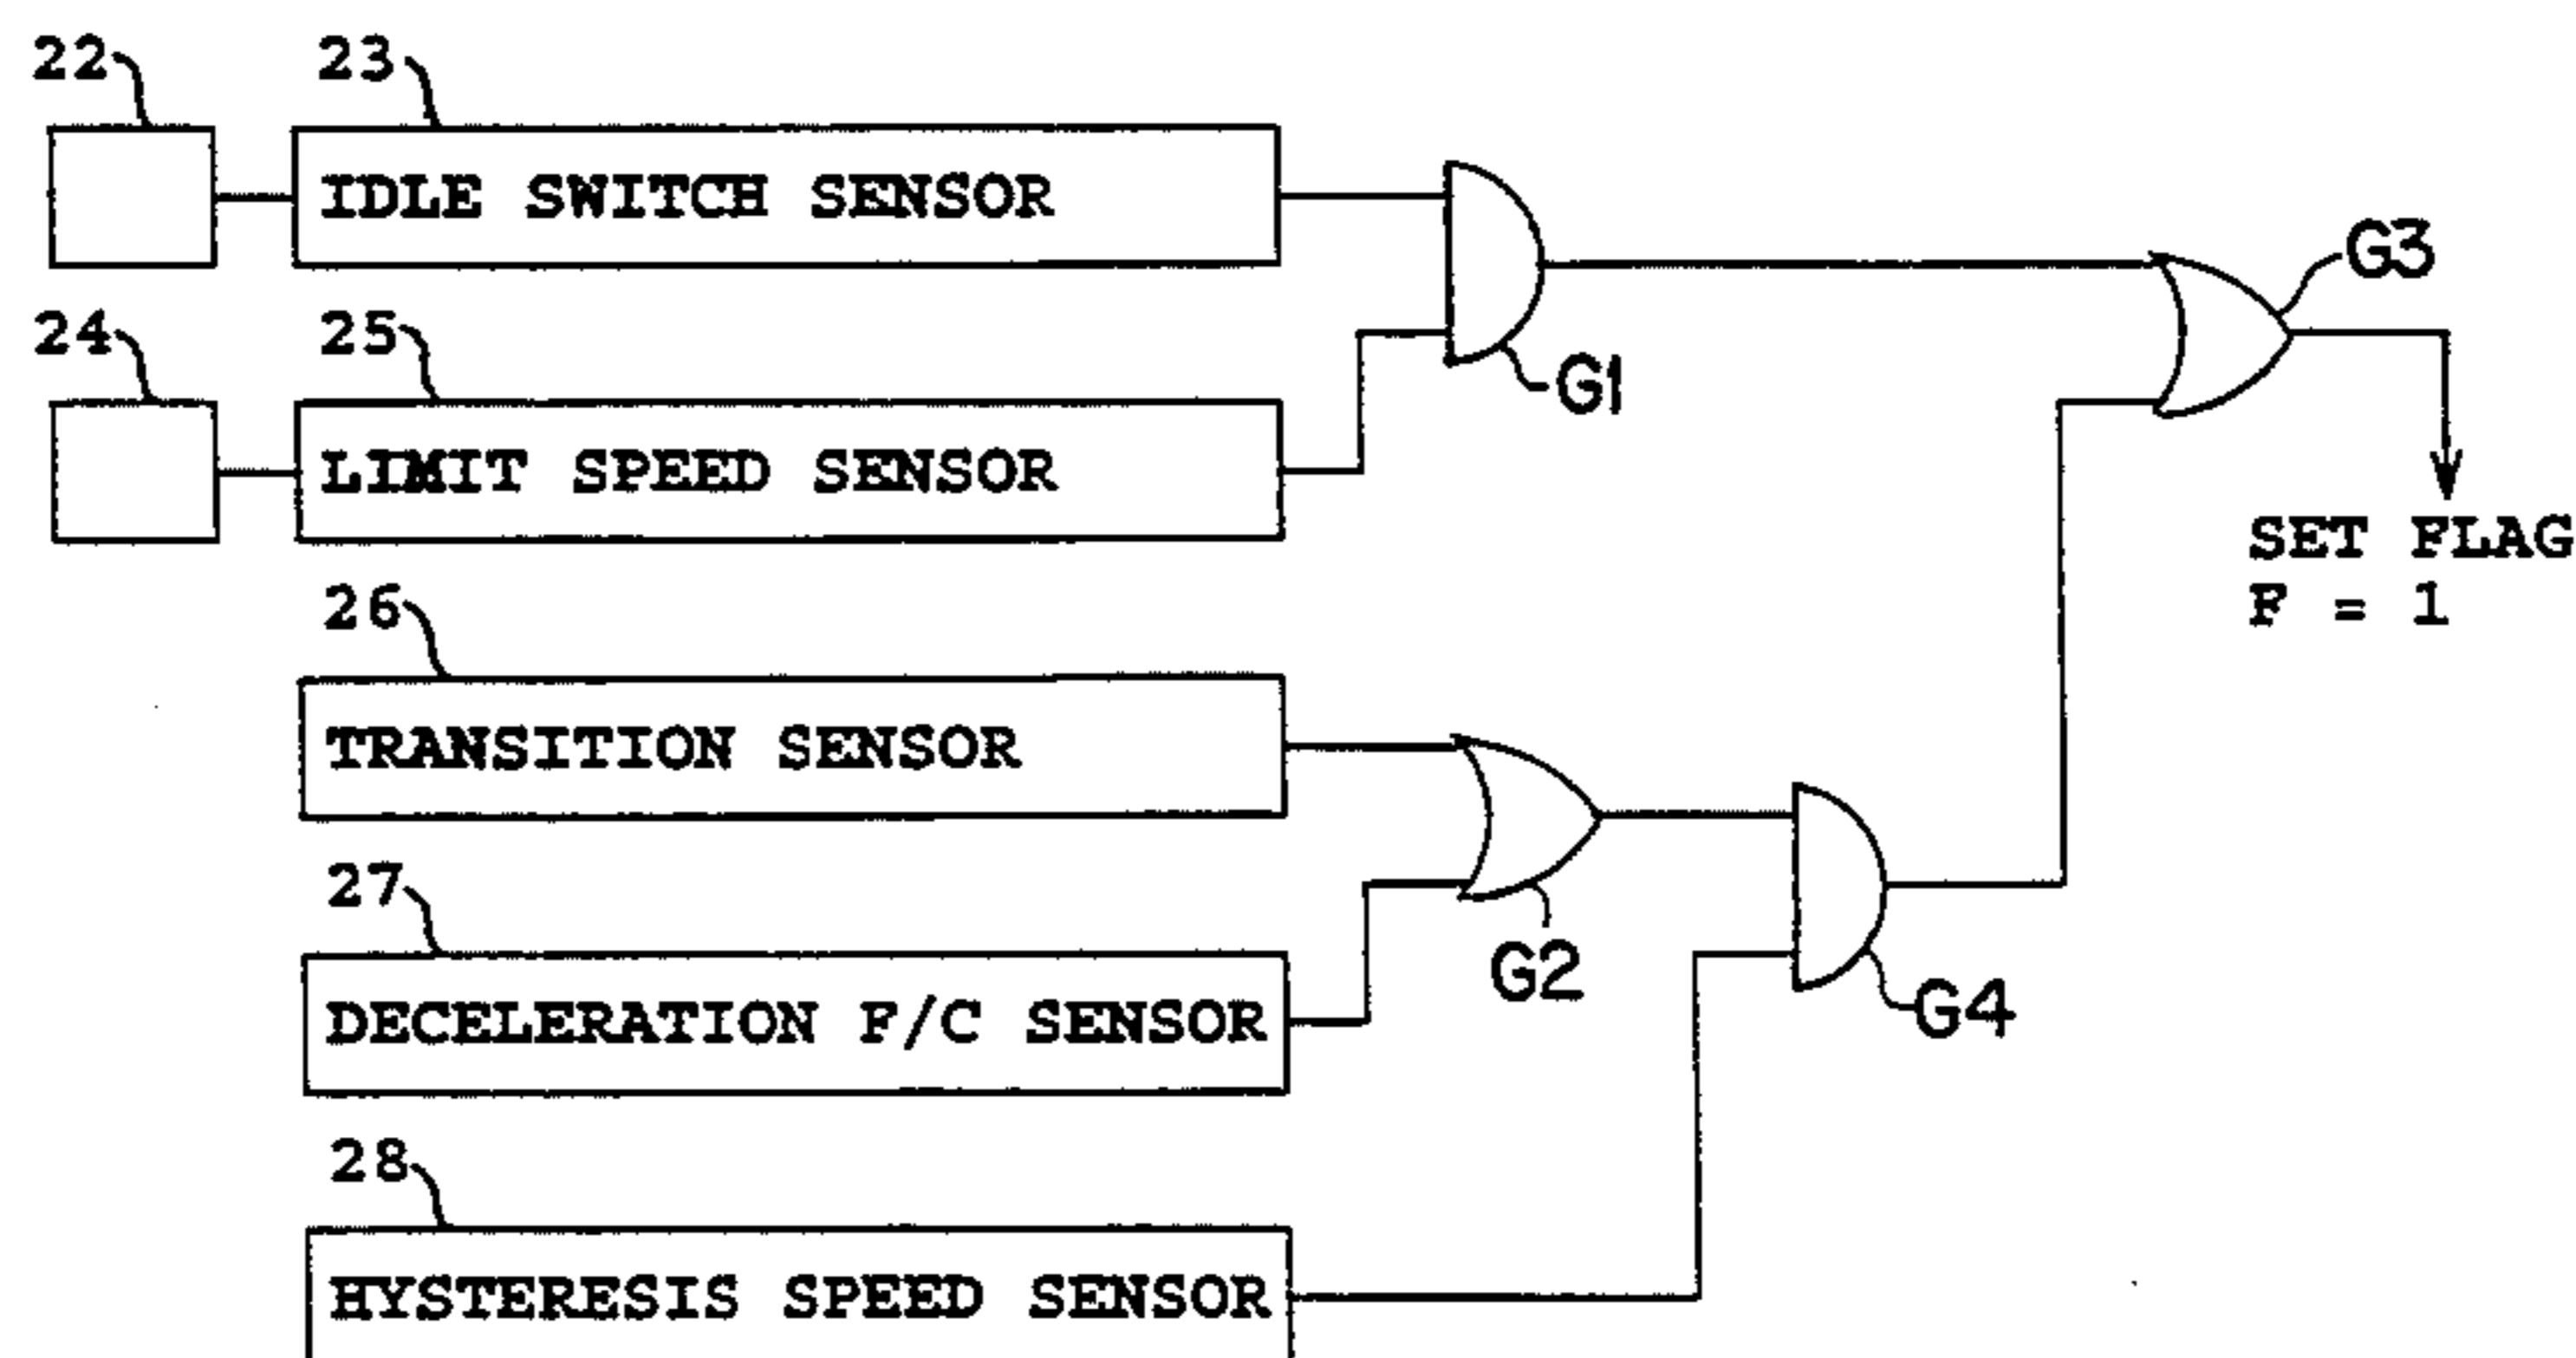 22 23
IDLE SWITCH SENSOR
G3
24 25
G1
LIMIT SPEED SENSOR
SET FLAG
F = 1
26
TRANSITION SENSOR
27
G2
DECELERATION F/C SENSOR
G4
28
HYSTERESIS SPEED SENSOR